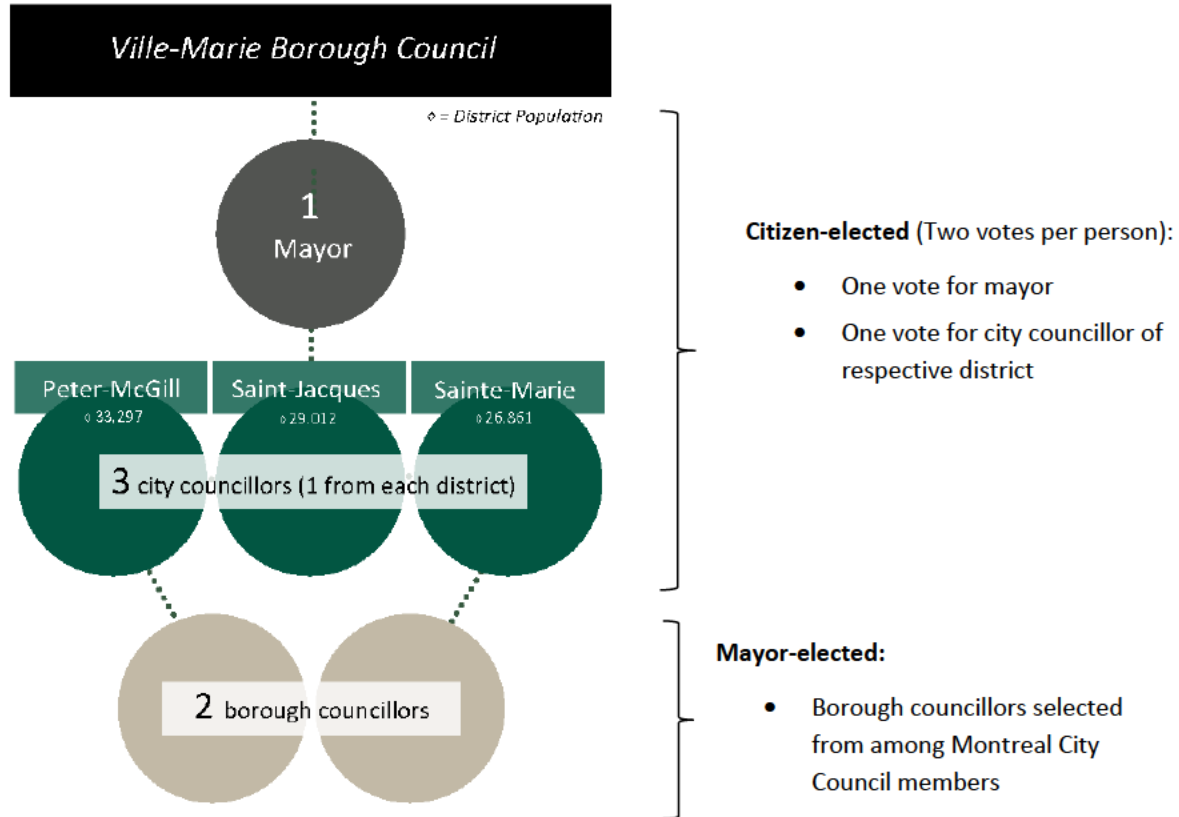 Ville-Marie Borough Council
⋄ = District Population
1
Mayor
Peter-McGill
⋄ 33,297
Saint-Jacques
⋄ 29,012
Sainte-Marie
⋄ 26,861
3 city councillors (1 from each district)
2 borough councillors
Citizen-elected (Two votes per person):
• One vote for mayor
• One vote for city councillor of
respective district
Mayor-elected:
• Borough councillors selected
from among Montreal City
Council members